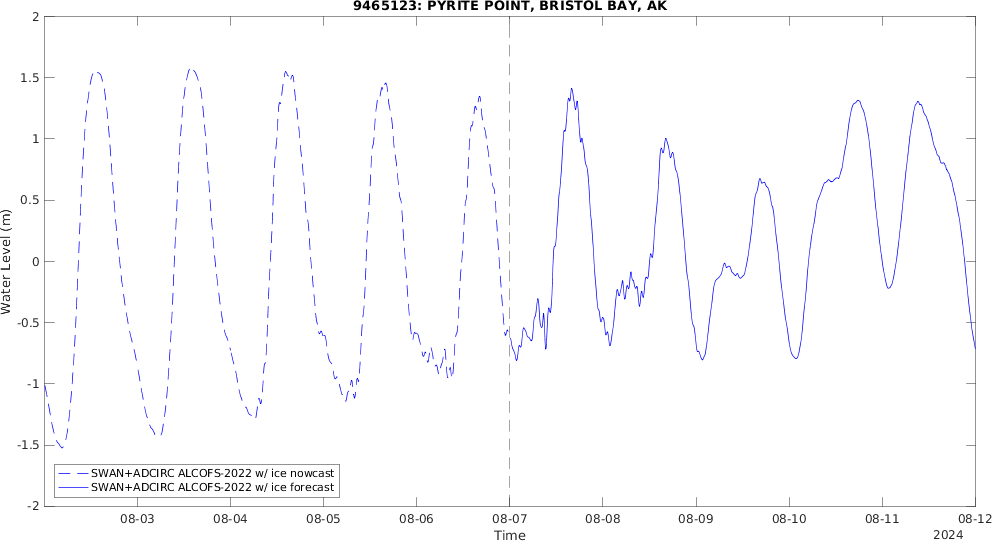 9465123: PYRITE POINT, BRISTOL BAY, AK
2
1.5
1
0.5
0
-0.5
-1
-1.5
-2
Water Level (m)
SWAN+ADCIRC ALCOFS-2022 w/ ice nowcast
SWAN+ADCIRC ALCOFS-2022 w/ ice forecast
08-03 08-04 08-05 08-06 08-07 08-08 08-09 08-10 08-11 08-12
Time
2024